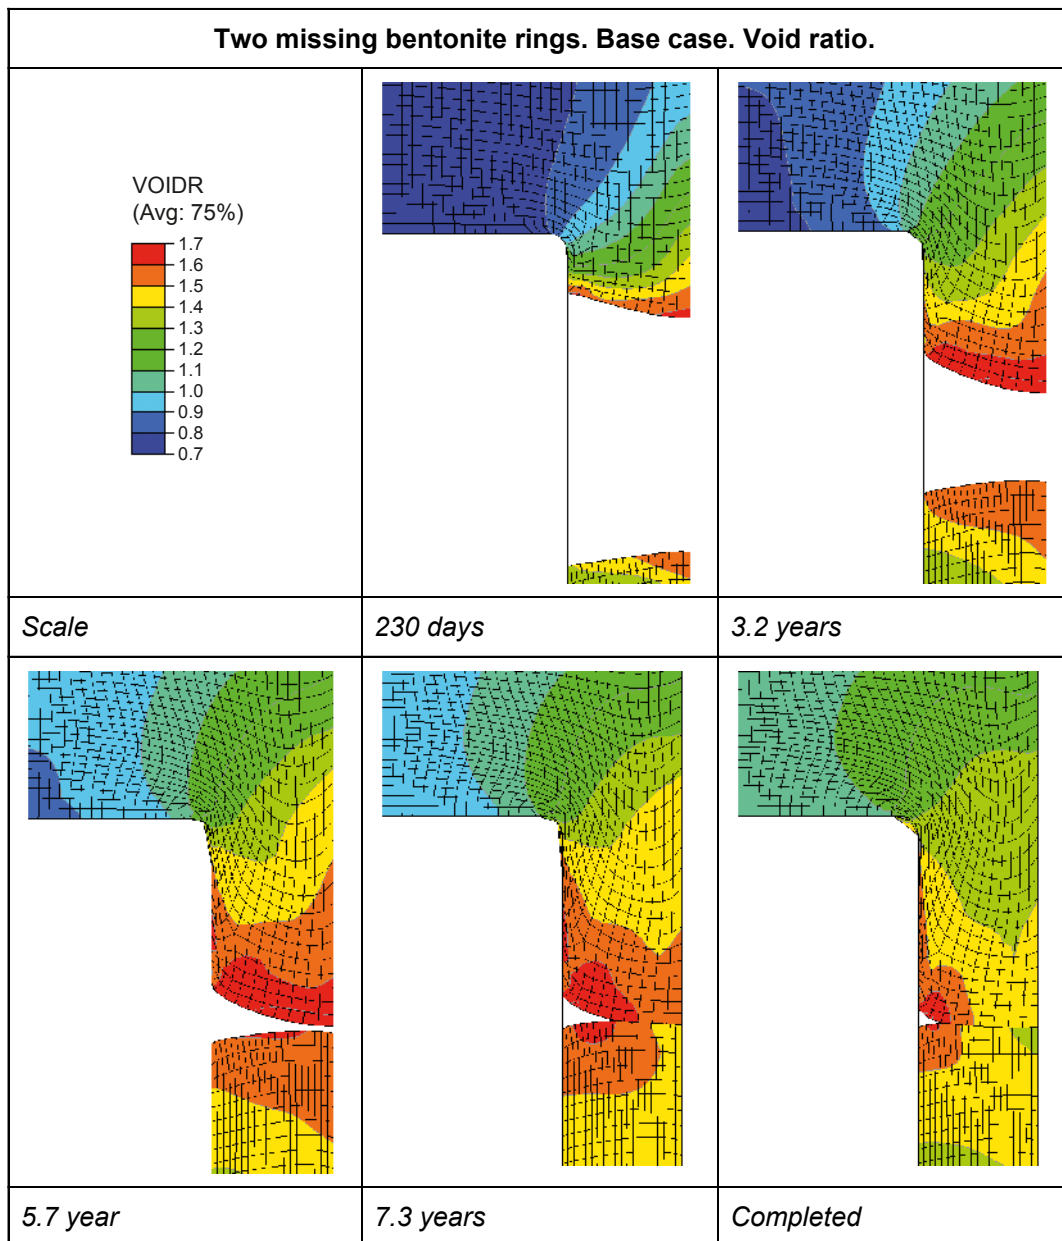 Two missing bentonite rings. Base case. Void ratio.
VOIDR
(Avg: 75%)
1.7
1.6
1.5
1.4
1.3
1.2
1.1
1.0
0.9
0.8
0.7
Scale
230 days
3.2 years
5.7 year
7.3 years
Completed